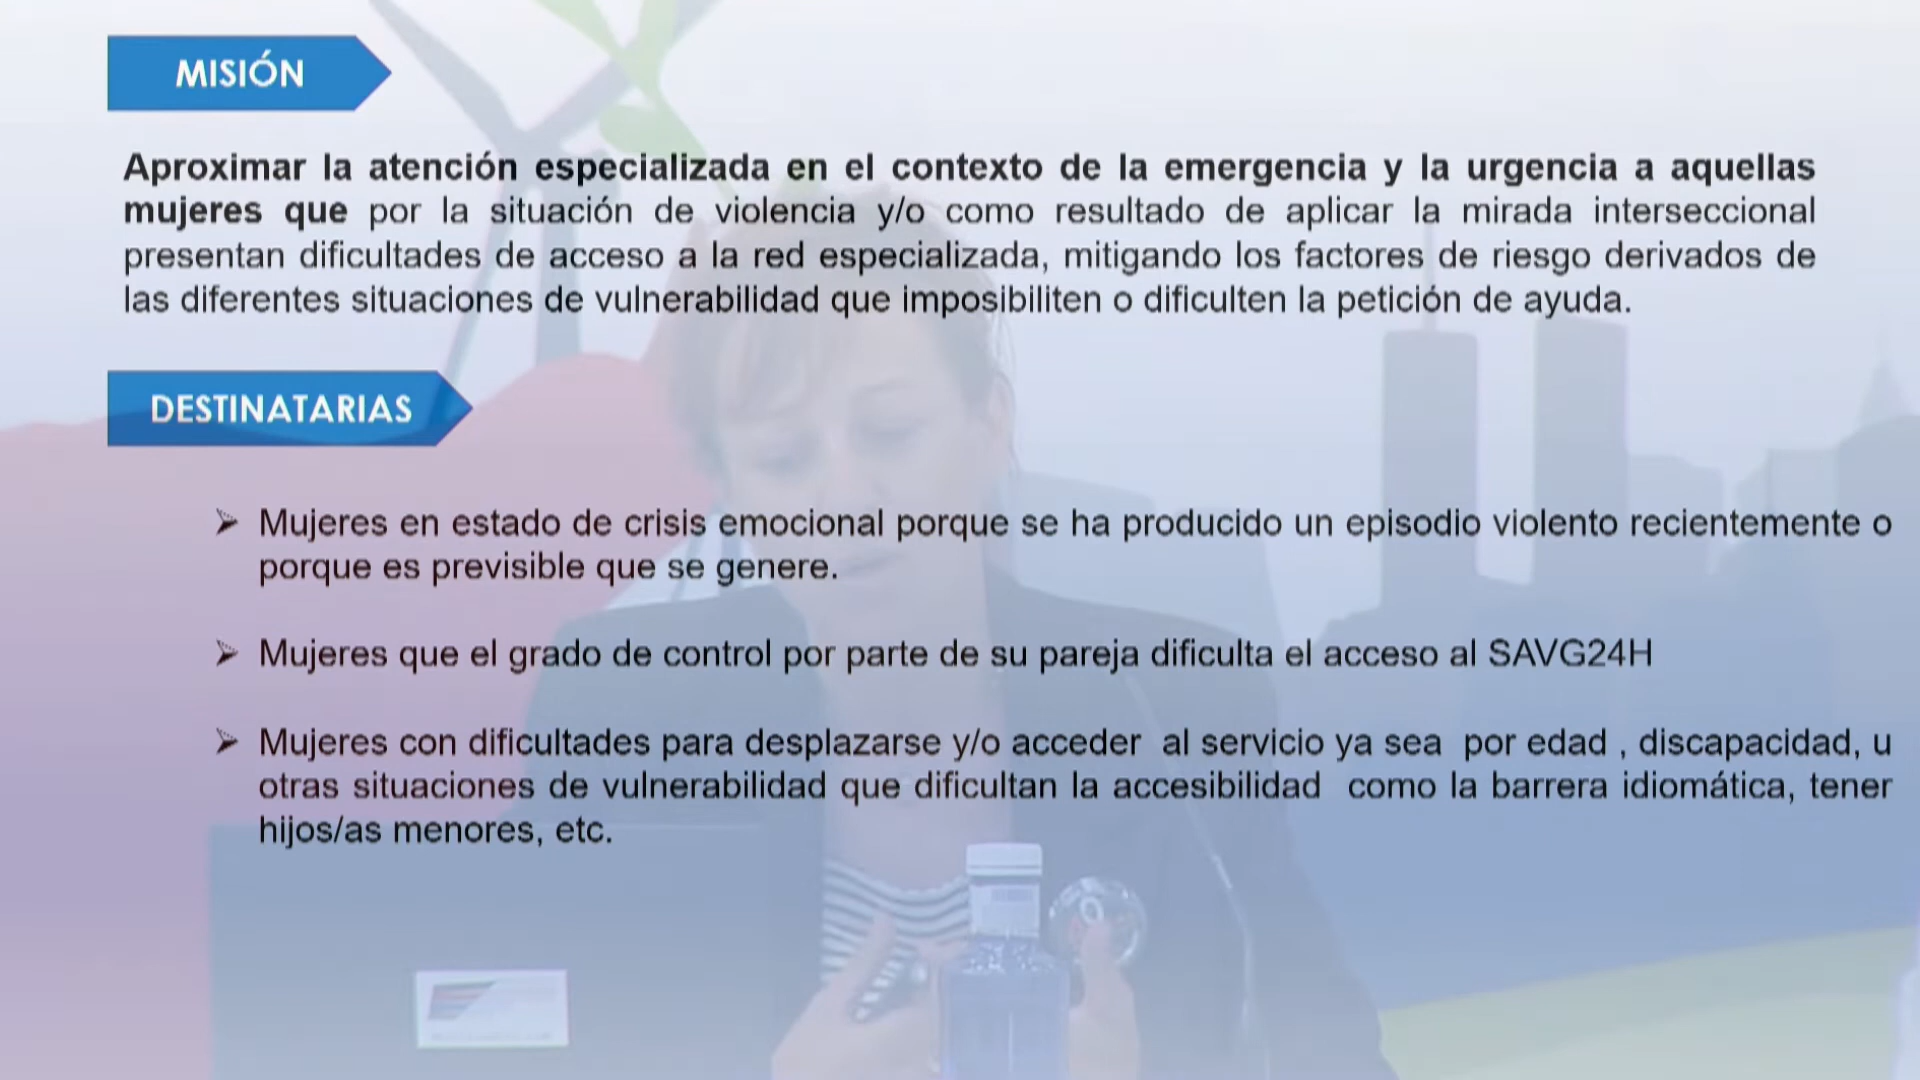 MISIÓN
Aproximar la atención especializada en el contexto de la emergencia y la urgencia a aquellas
mujeres que por la situación de violencia y/o como resultado de aplicar la mirada interseccional
presentan dificultades de acceso a la red especializada, mitigando los factores de riesgo derivados de
las diferentes situaciones de vulnerabilidad que imposibiliten o dificulten la petición de ayuda.
DESTINATARIAS
➢ Mujeres en estado de crisis emocional porque se ha producido un episodio violento recientemente o
porque es previsible que se genere.
➢ Mujeres que el grado de control por parte de su pareja dificulta el acceso al SAVG24H
➢ Mujeres con dificultades para desplazarse y/o acceder al servicio ya sea por edad , discapacidad, u
otras situaciones de vulnerabilidad que dificultan la accesibilidad como la barrera idiomática, tener
hijos/as menores, etc.